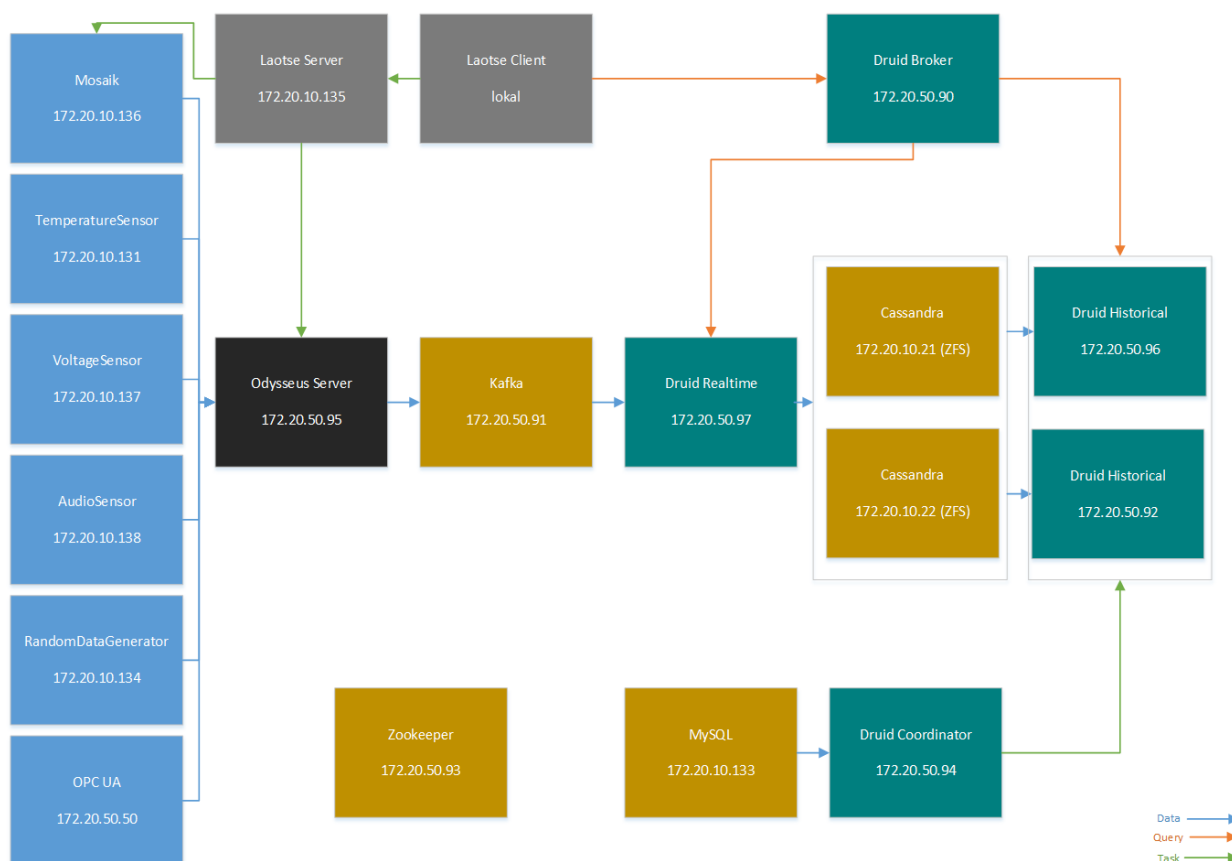 Mosaik
172.20.10.136
Laotse Server
172.20.10.135
Laotse Client
lokal
Druid Broker
172.20.50.90
TemperatureSensor
172.20.10.131
VoltageSensor
172.20.10.137
Odysseus Server
172.20.50.95
Kafka
172.20.50.91
Druid Realtime
172.20.50.97
Cassandra
172.20.10.21 (ZFS)
Druid Historical
172.20.50.96
Cassandra
172.20.10.22 (ZFS)
Druid Historical
172.20.50.92
AudioSensor
172.20.10.138
RandomDataGenerator
172.20.10.134
OPC UA
172.20.50.50
Zookeeper
172.20.50.93
MySQL
172.20.10.133
Druid Coordinator
172.20.50.94
Data
Query
Task